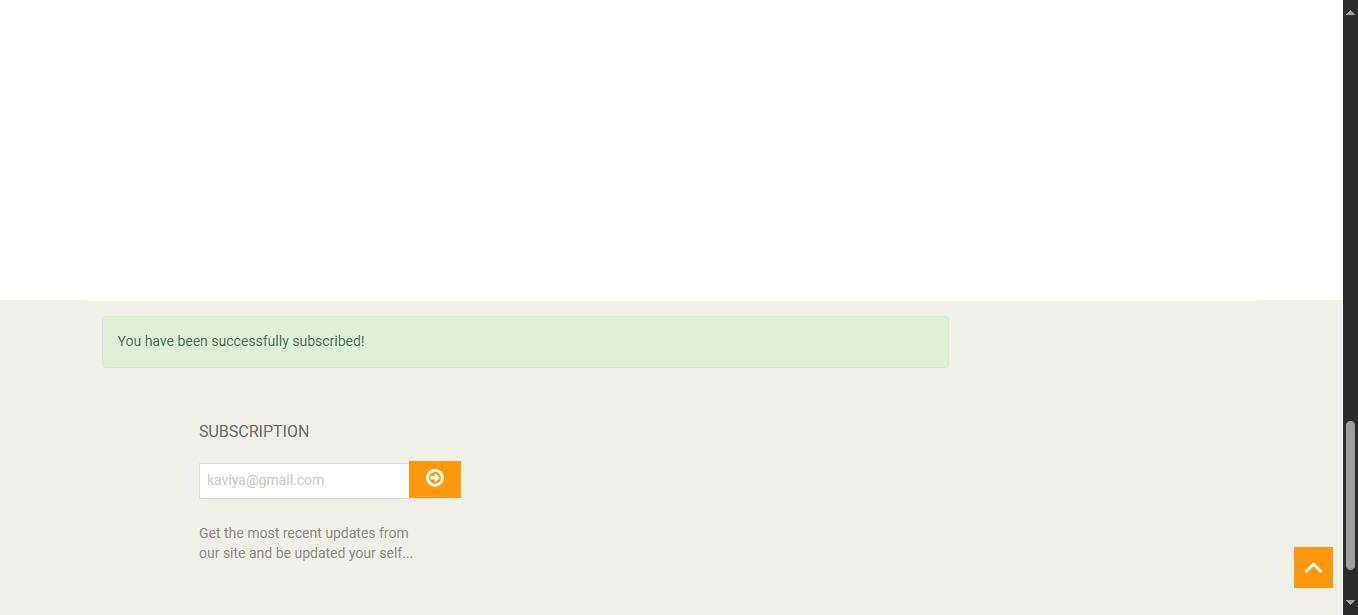 You have been successfully subscribed!
SUBSCRIPTION
kaviya@gmail.com
Get the most recent updates from
our site and be updated your self...